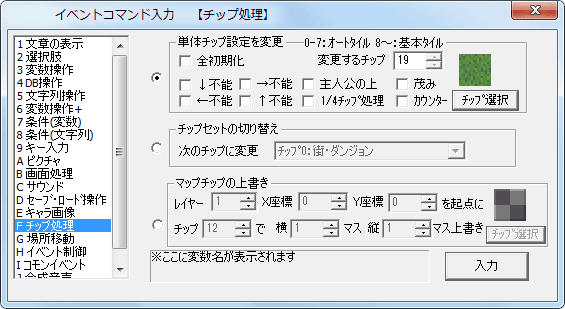 イベントコマンド入力　【チップ処理】
1 文章の表示
2 選択肢
3 変数操作
4 DB操作
5 文字列操作
6 変数操作+
7 条件(変数)
8 条件(文字列)
9 キー入力
A ピクチャ
B 画面処理
C サウンド
D セーブ・ロード操作
E キャラ画像
F チップ処理
G 場所移動
H イベント制御
I コモンイベント
J 合成音声
単体チップ設定を変更　0-7:オートタイル 8～:基本タイル
全初期化　変更するチップ 19
↓不能 →不能 主人公の上 茂み
←不能 ↑不能 1/4チップ処理 カウンター チップ選択
チップセットの切り替え
次のチップに変更 チップ0:街・ダンジョン
マップチップの上書き
レイヤー 1 X座標 0 Y座標 0 を起点に
チップ 12 で 横 1 マス 縦 1 マス上書き チップ選択
※ここに変数名が表示されます
入力